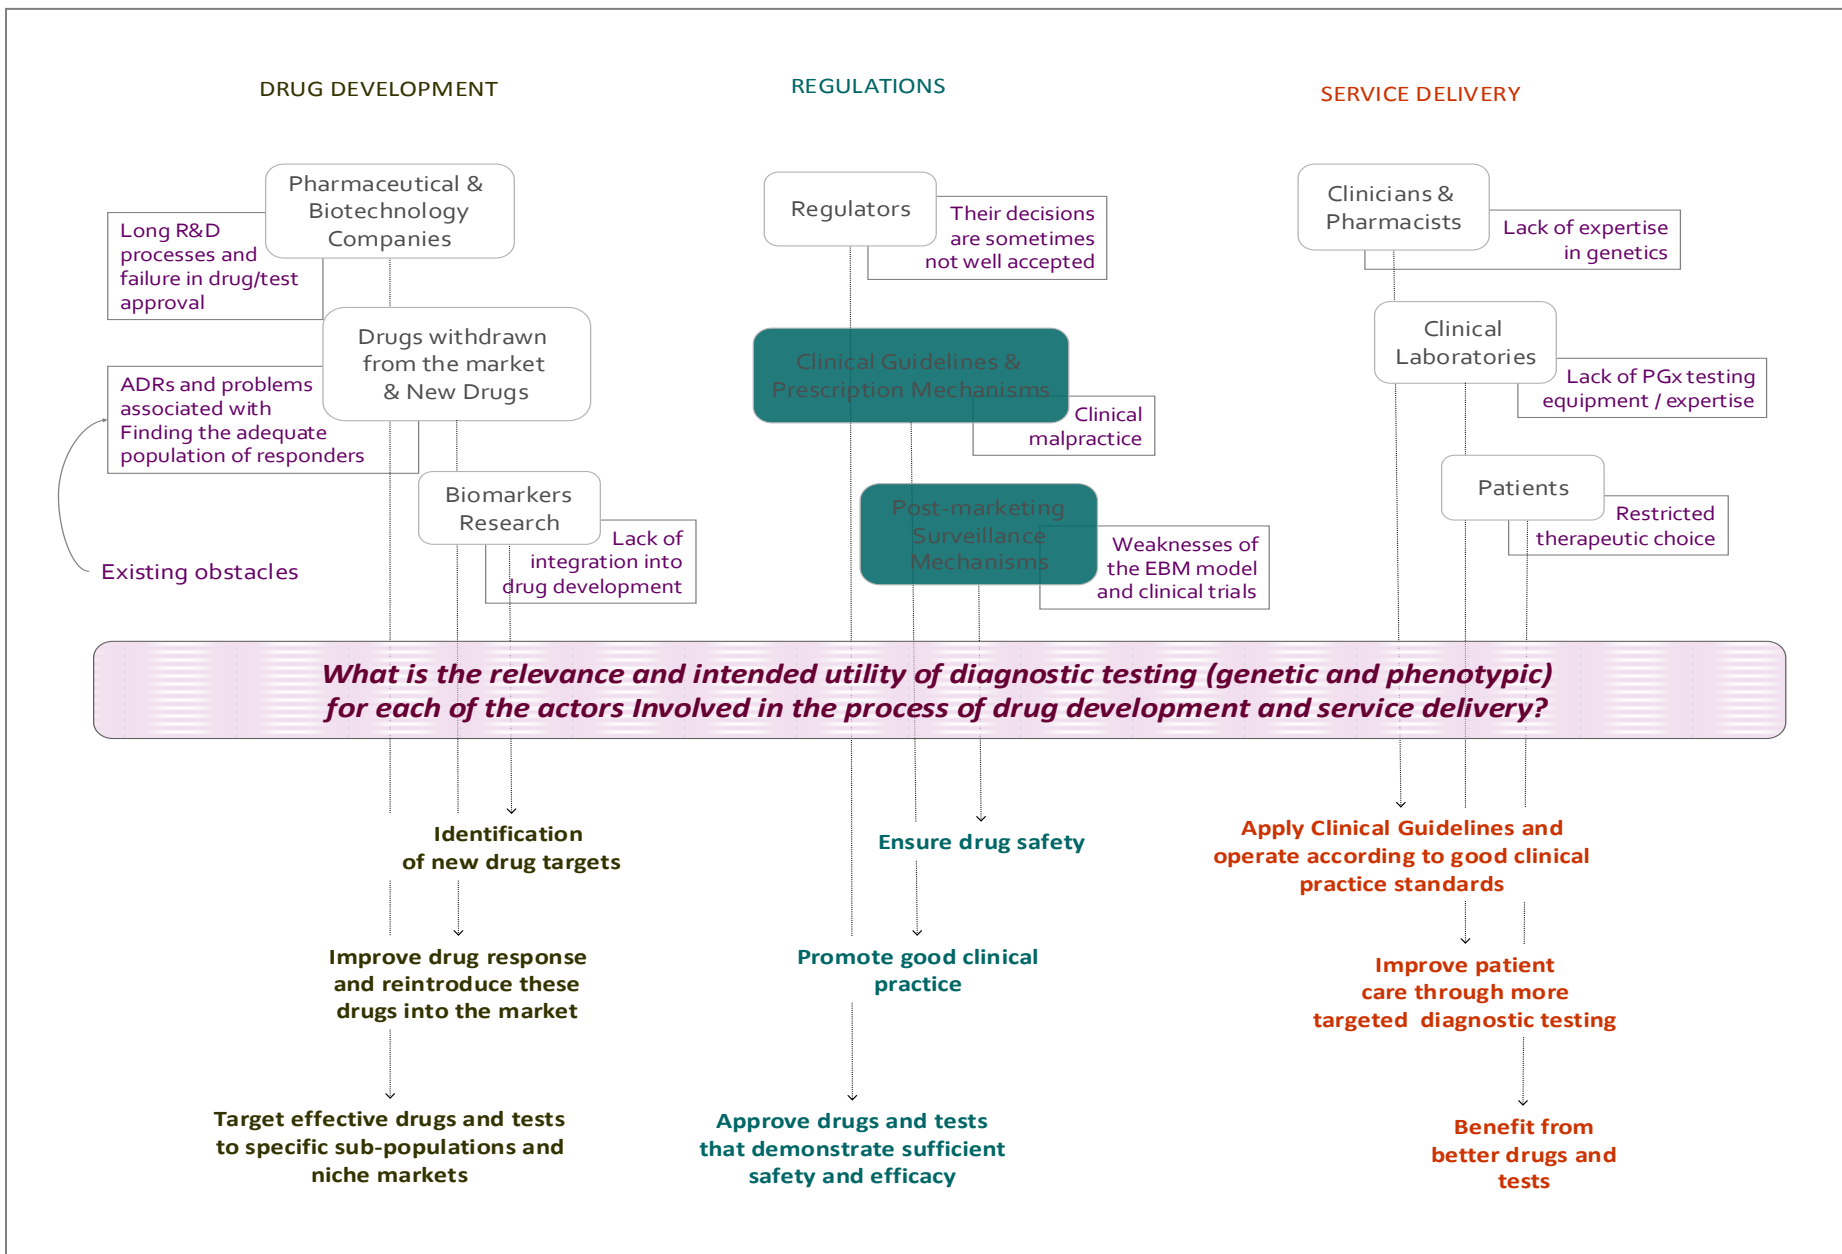 DRUG DEVELOPMENT
REGULATIONS
SERVICE DELIVERY
Pharmaceutical &
Biotechnology
Companies
Long R&D
processes and
failure in drug/test
approval
Drugs withdrawn
from the market
& New Drugs
ADRs and problems
associated with
Finding the adequate
population of responders
Biomarkers
Research
Lack of
integration into
drug development
Existing obstacles
Regulators
Their decisions
are sometimes
not well accepted
Clinical Guidelines &
Prescription Mechanisms
Clinical
malpractice
Post-marketing
Surveillance
Mechanisms
Weaknesses of
the EBM model
and clinical trials
Clinicians &
Pharmacists
Lack of expertise
in genetics
Clinical
Laboratories
Lack of PGx testing
equipment / expertise
Patients
Restricted
therapeutic choice
What is the relevance and intended utility of diagnostic testing (genetic and phenotypic)
for each of the actors Involved in the process of drug development and service delivery?
Identification
of new drug targets
Improve drug response
and reintroduce these
drugs into the market
Target effective drugs and tests
to specific sub-populations and
niche markets
Ensure drug safety
Promote good clinical
practice
Approve drugs and tests
that demonstrate sufficient
safety and efficacy
Apply Clinical Guidelines and
operate according to good clinical
practice standards
Improve patient
care through more
targeted diagnostic testing
Benefit from
better drugs and
tests